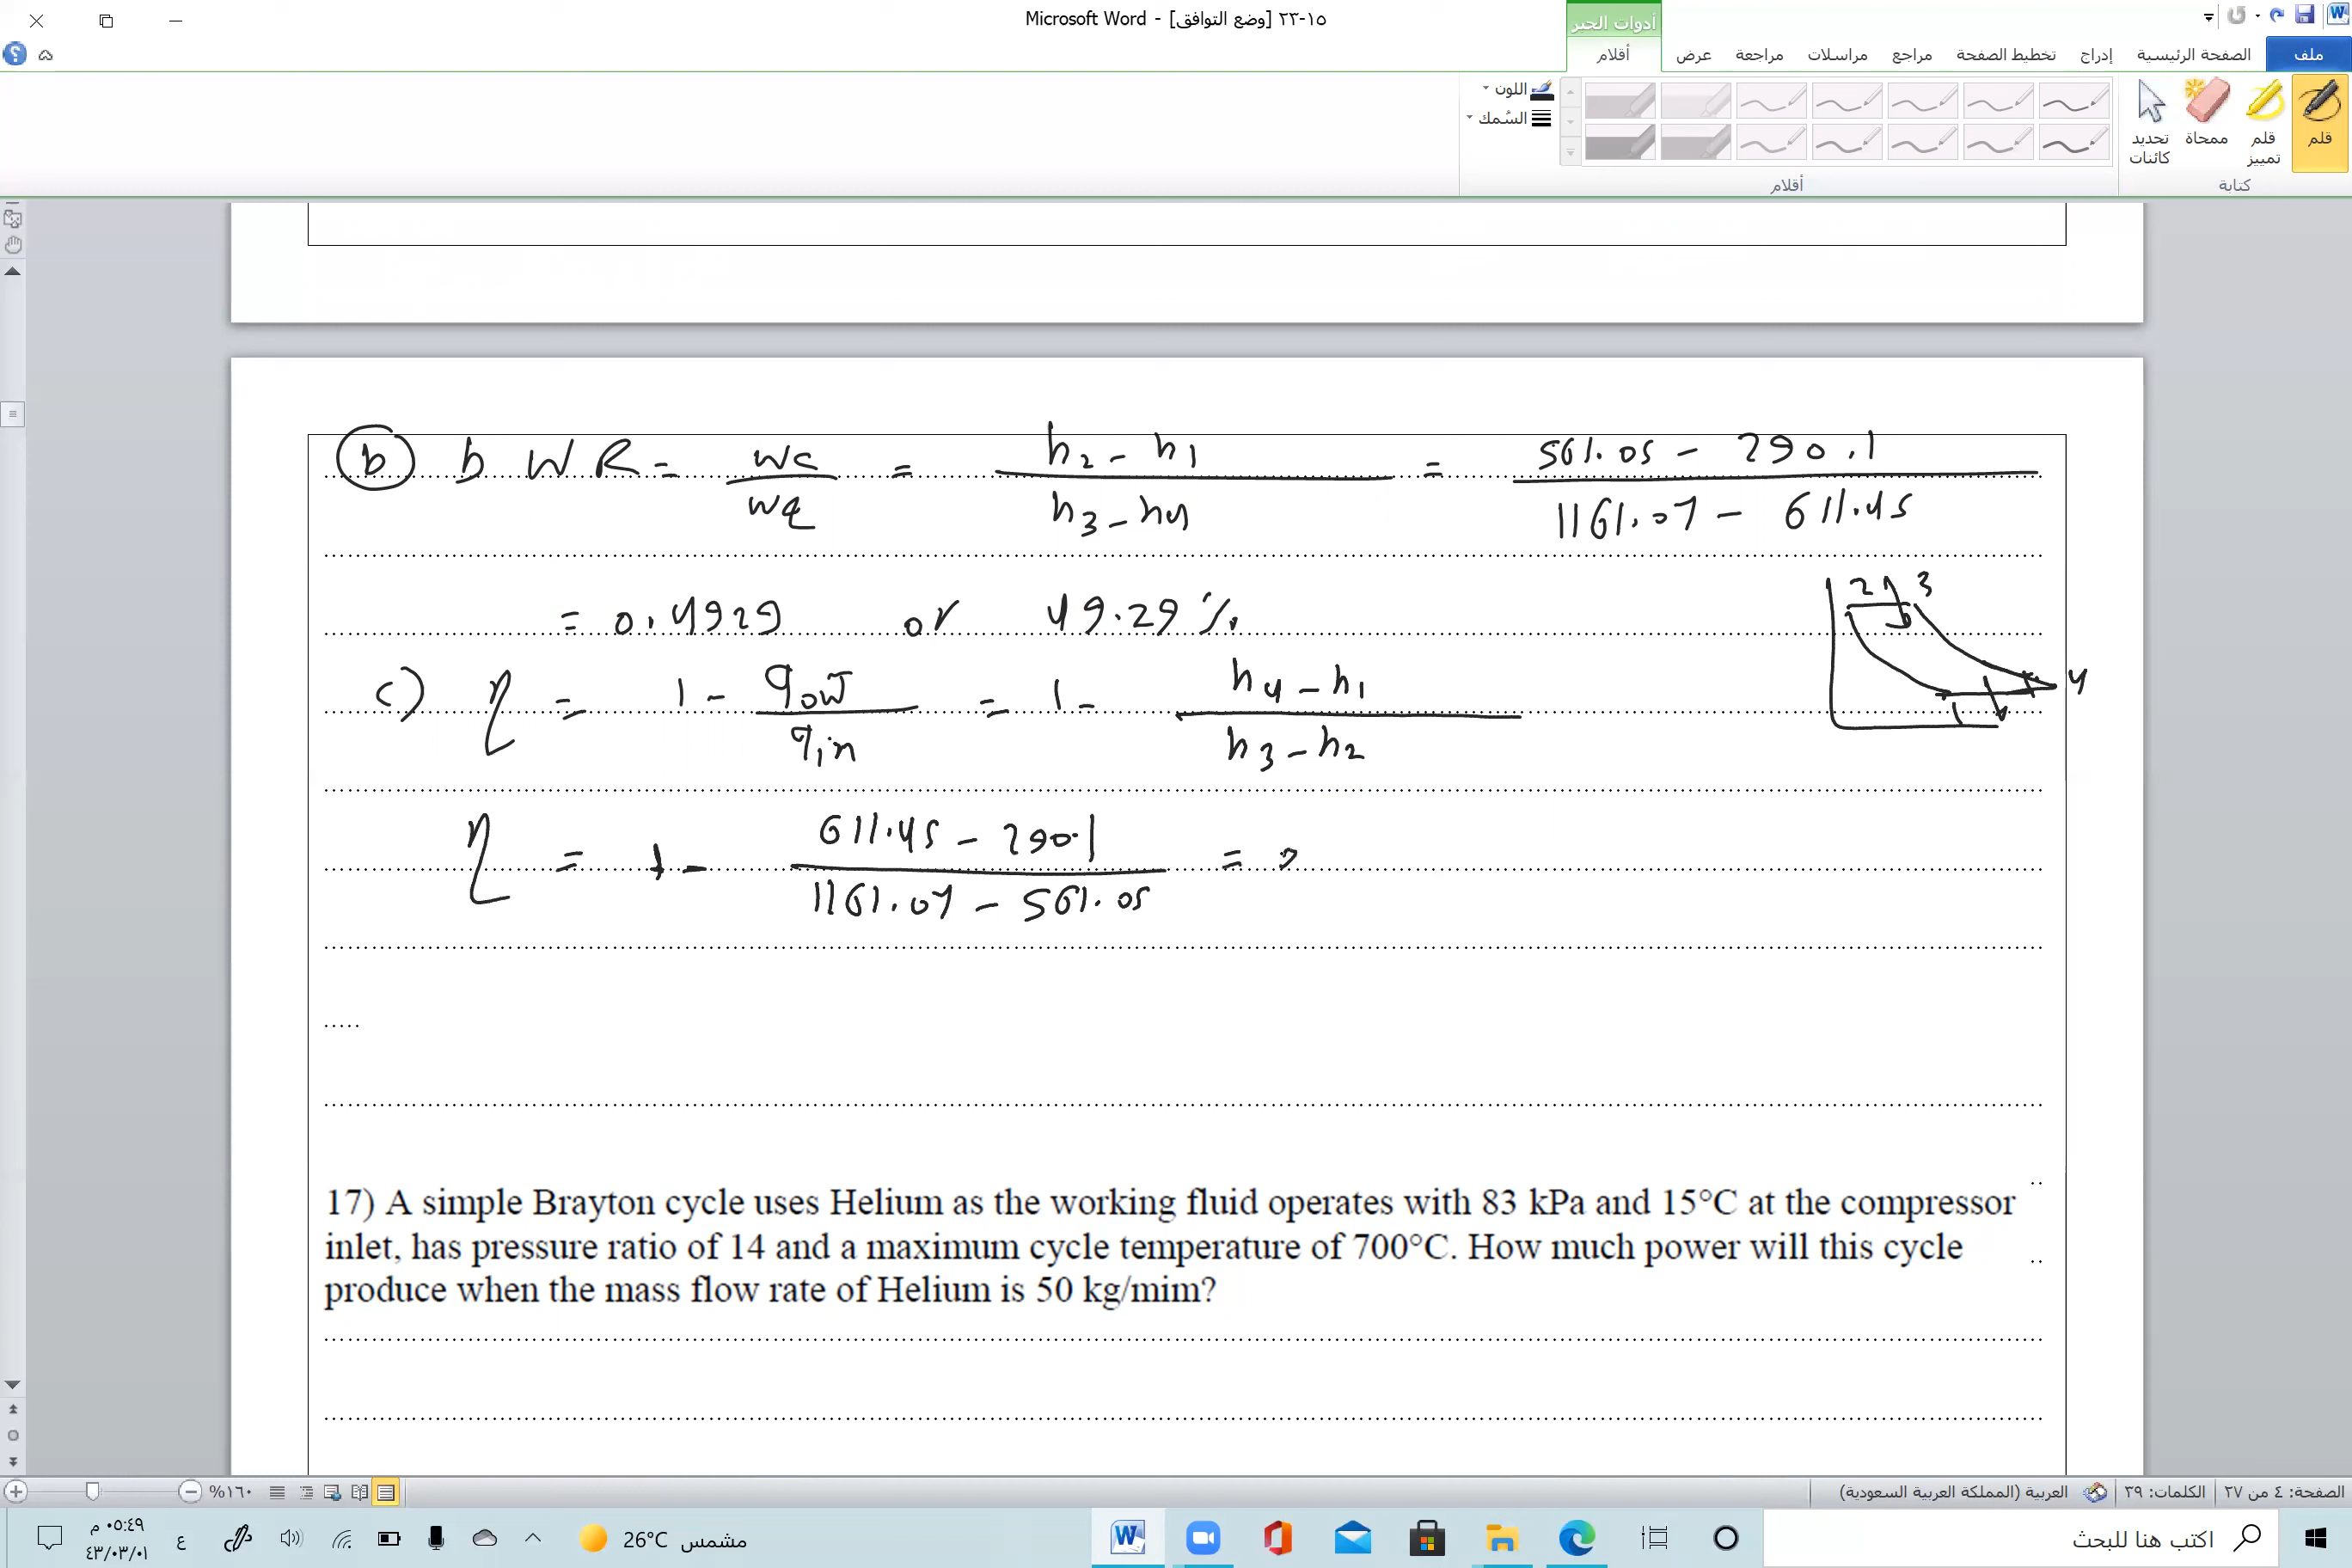 ٢٣-١٥ [وضع التوافق] - Microsoft Word
أدوات الحبر
ملف الصفحة الرئيسية إدراج تخطيط الصفحة مراجع مراسلات مراجعة عرض أقلام
قلم
قلم تمييز
ممحاة
تحديد كائنات
كتابة
اللون
السُمك
أقلام
b b W R = wc / wt = h2 - h1 / h3 - h4 = 561.05 - 290.1 / 1161.07 - 611.45
= 0.4929 or 49.29 %
2 3
4
1
c) η = 1 - qout / qin = 1 - h4 - h1 / h3 - h2
η = 1 - 611.45 - 290.1 / 1161.07 - 561.05 =
17) A simple Brayton cycle uses Helium as the working fluid operates with 83 kPa and 15°C at the compressor
inlet, has pressure ratio of 14 and a maximum cycle temperature of 700°C. How much power will this cycle
produce when the mass flow rate of Helium is 50 kg/mim?
الصفحة: ٤ من ٢٧ الكلمات: ٣٩ العربية (المملكة العربية السعودية) %١٦٠
اكتب هنا للبحث
26°C مشمس
ع
٠٥:٤٩ م
٤٣/٠٣/٠١